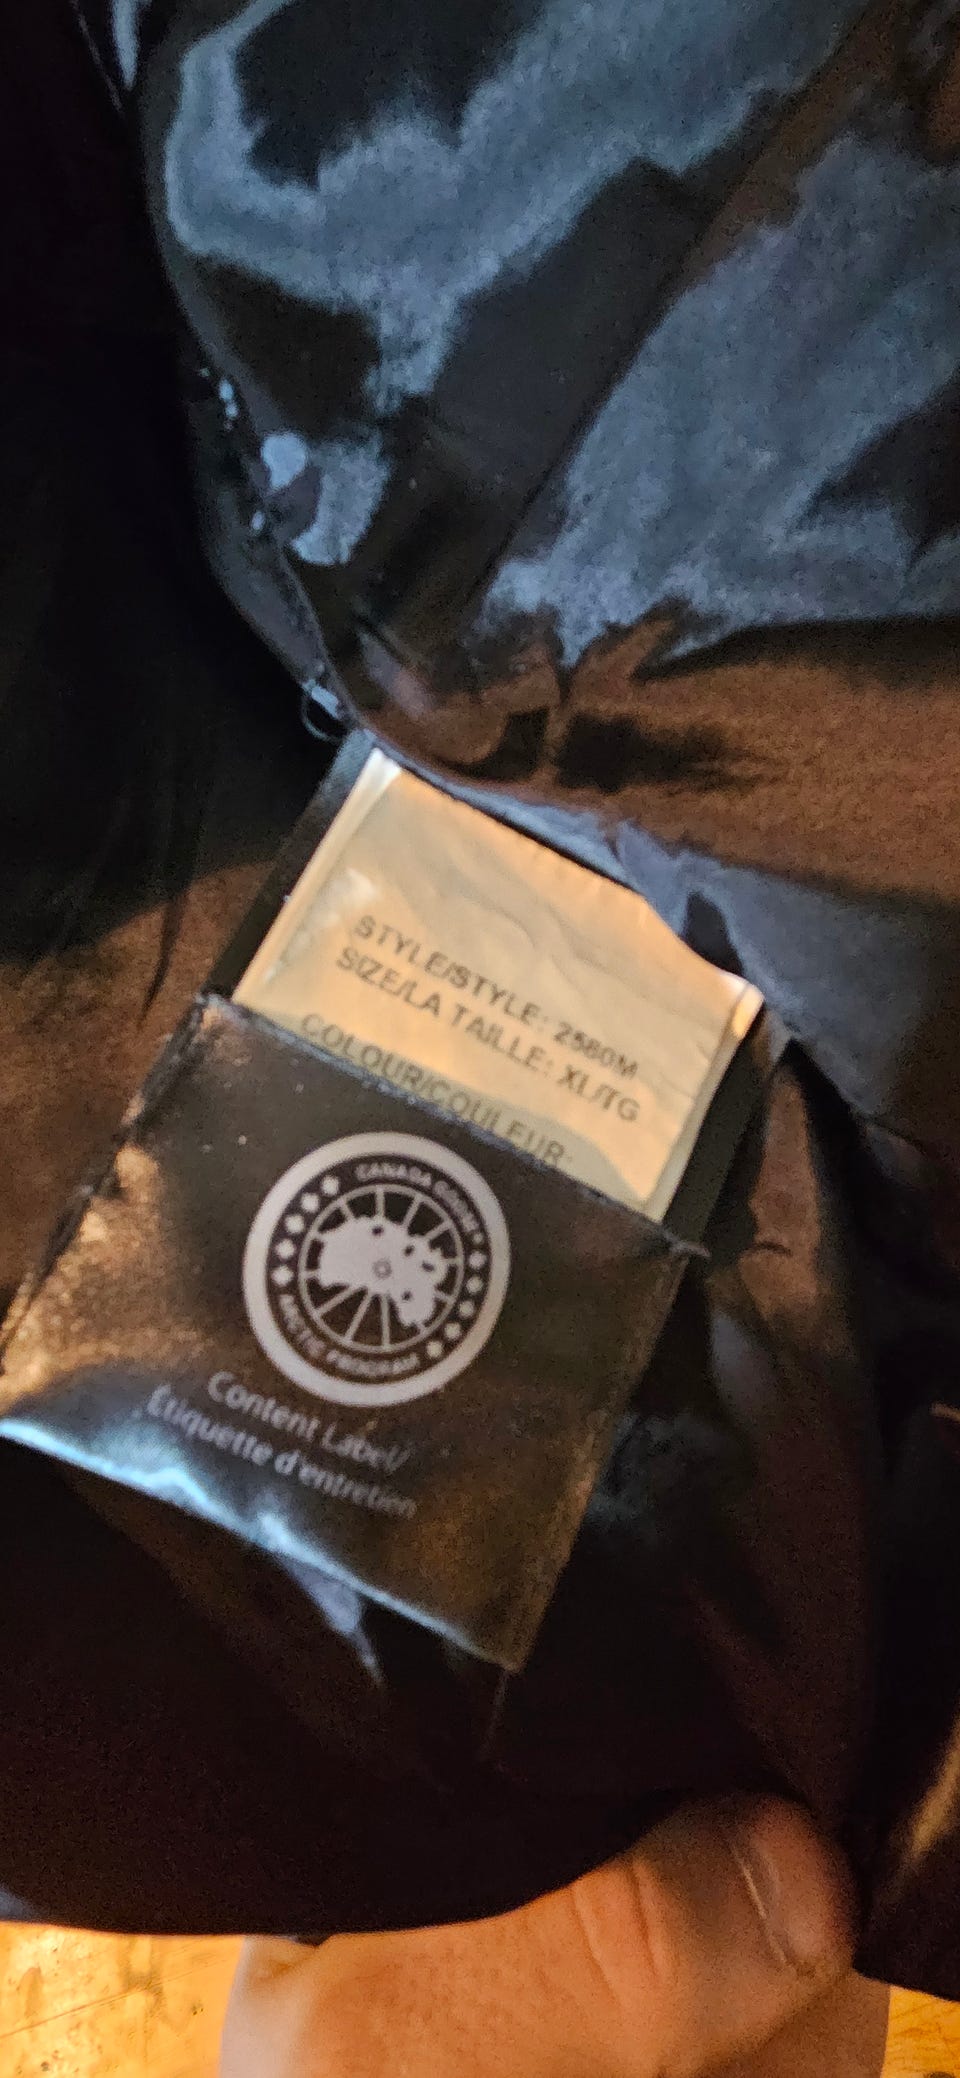 STYLE/STYLE: 2580M
SIZE/LA TAILLE: XL/TG
COLOUR/COULEUR:
CANADA GOOSE
ARCTIC PROGRAM
Content Label/
Étiquette d'entretien